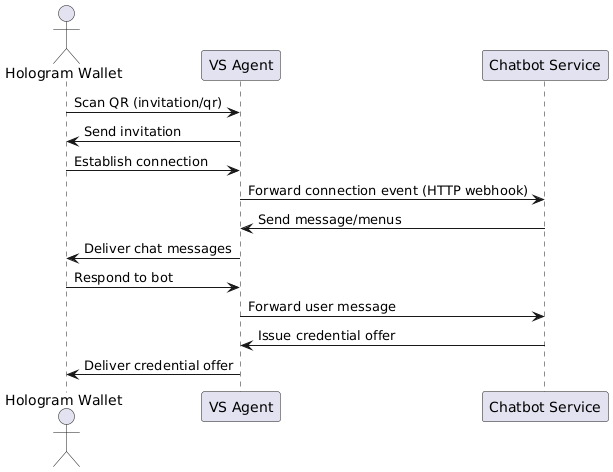 Hologram Wallet
VS Agent
Chatbot Service
Scan QR (invitation/qr)
Send invitation
Establish connection
Forward connection event (HTTP webhook)
Send message/menus
Deliver chat messages
Respond to bot
Forward user message
Issue credential offer
Deliver credential offer
Hologram Wallet
VS Agent
Chatbot Service